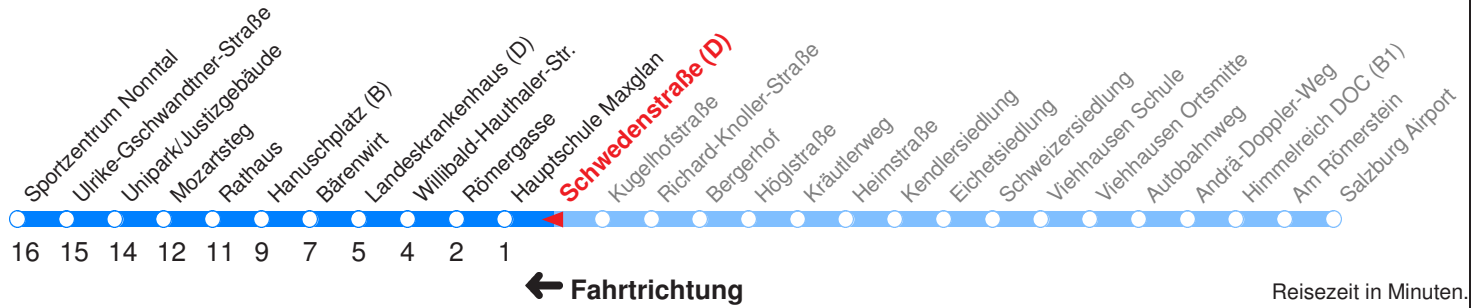 Sportzentrum Nonntal
Ulrike-Gschwandtner-Straße
Unipark/Justizgebäude
Mozartsteg
Rathaus
Hanuschplatz (B)
Bärenwirt
Landeskrankenhaus (D)
Willibald-Hauthaler-Str.
Römergasse
Hauptschule Maxglan
Schwedenstraße (D)
Kugelhofstraße
Richard-Knoller-Straße
Bergerhof
Höglstraße
Kräutlerweg
Heimstraße
Kendlersiedlung
Eichetsiedlung
Schweizersiedlung
Viehhausen Schule
Viehhausen Ortsmitte
Autobahnweg
Andrä-Doppler-Weg
Himmelreich DOC (B1)
Am Römerstein
Salzburg Airport
16 15 14 12 11 9 7 5 4 2 1
Fahrtrichtung
Reisezeit in Minuten.